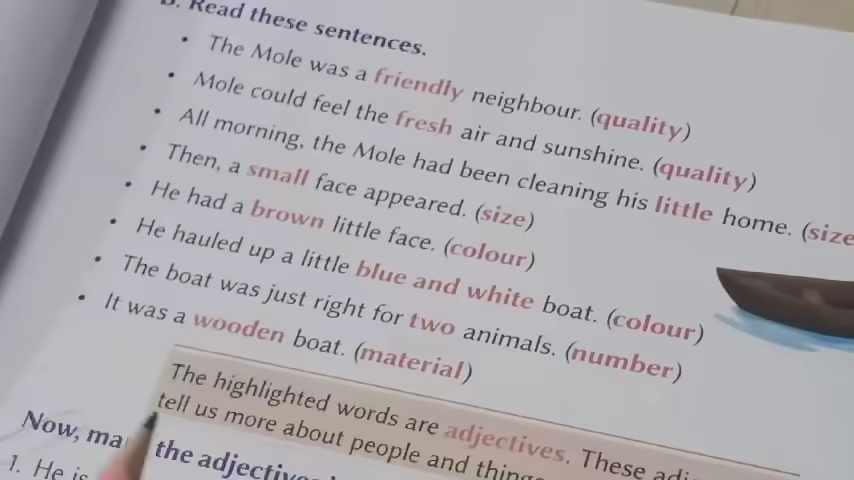 B. Read these sentences.
• The Mole was a friendly neighbour. (quality)
• Mole could feel the fresh air and sunshine. (quality)
• All morning, the Mole had been cleaning his little home. (size
• Then, a small face appeared. (size)
• He had a brown little face. (colour)
• He hauled up a little blue and white boat. (colour)
• The boat was just right for two animals. (number)
• It was a wooden boat. (material)
The highlighted words are adjectives. These
tell us more about people and
Now, the
1. He is